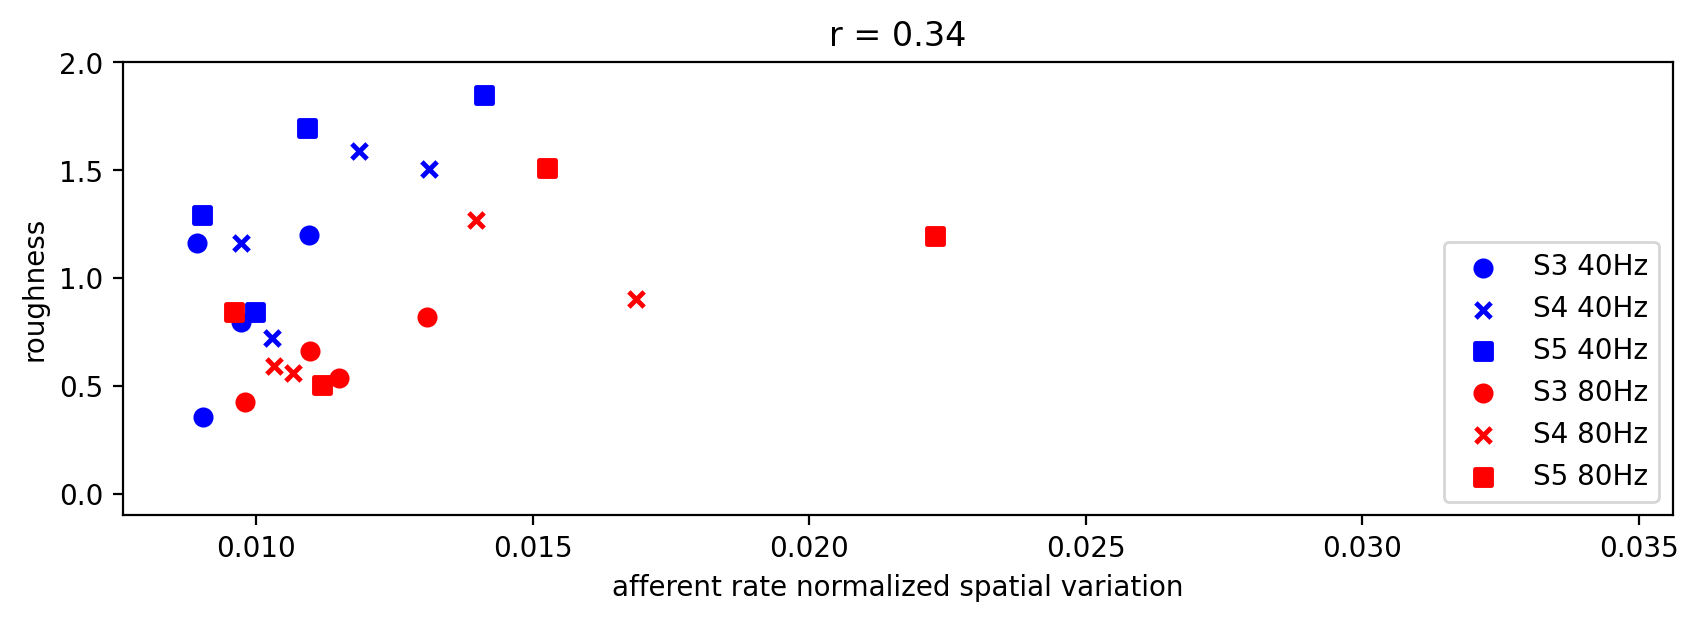 r = 0.34
2.0
1.5
1.0
0.5
0.0
roughness
S3 40Hz
S4 40Hz
S5 40Hz
S3 80Hz
S4 80Hz
S5 80Hz
0.010 0.015 0.020 0.025 0.030 0.035
afferent rate normalized spatial variation